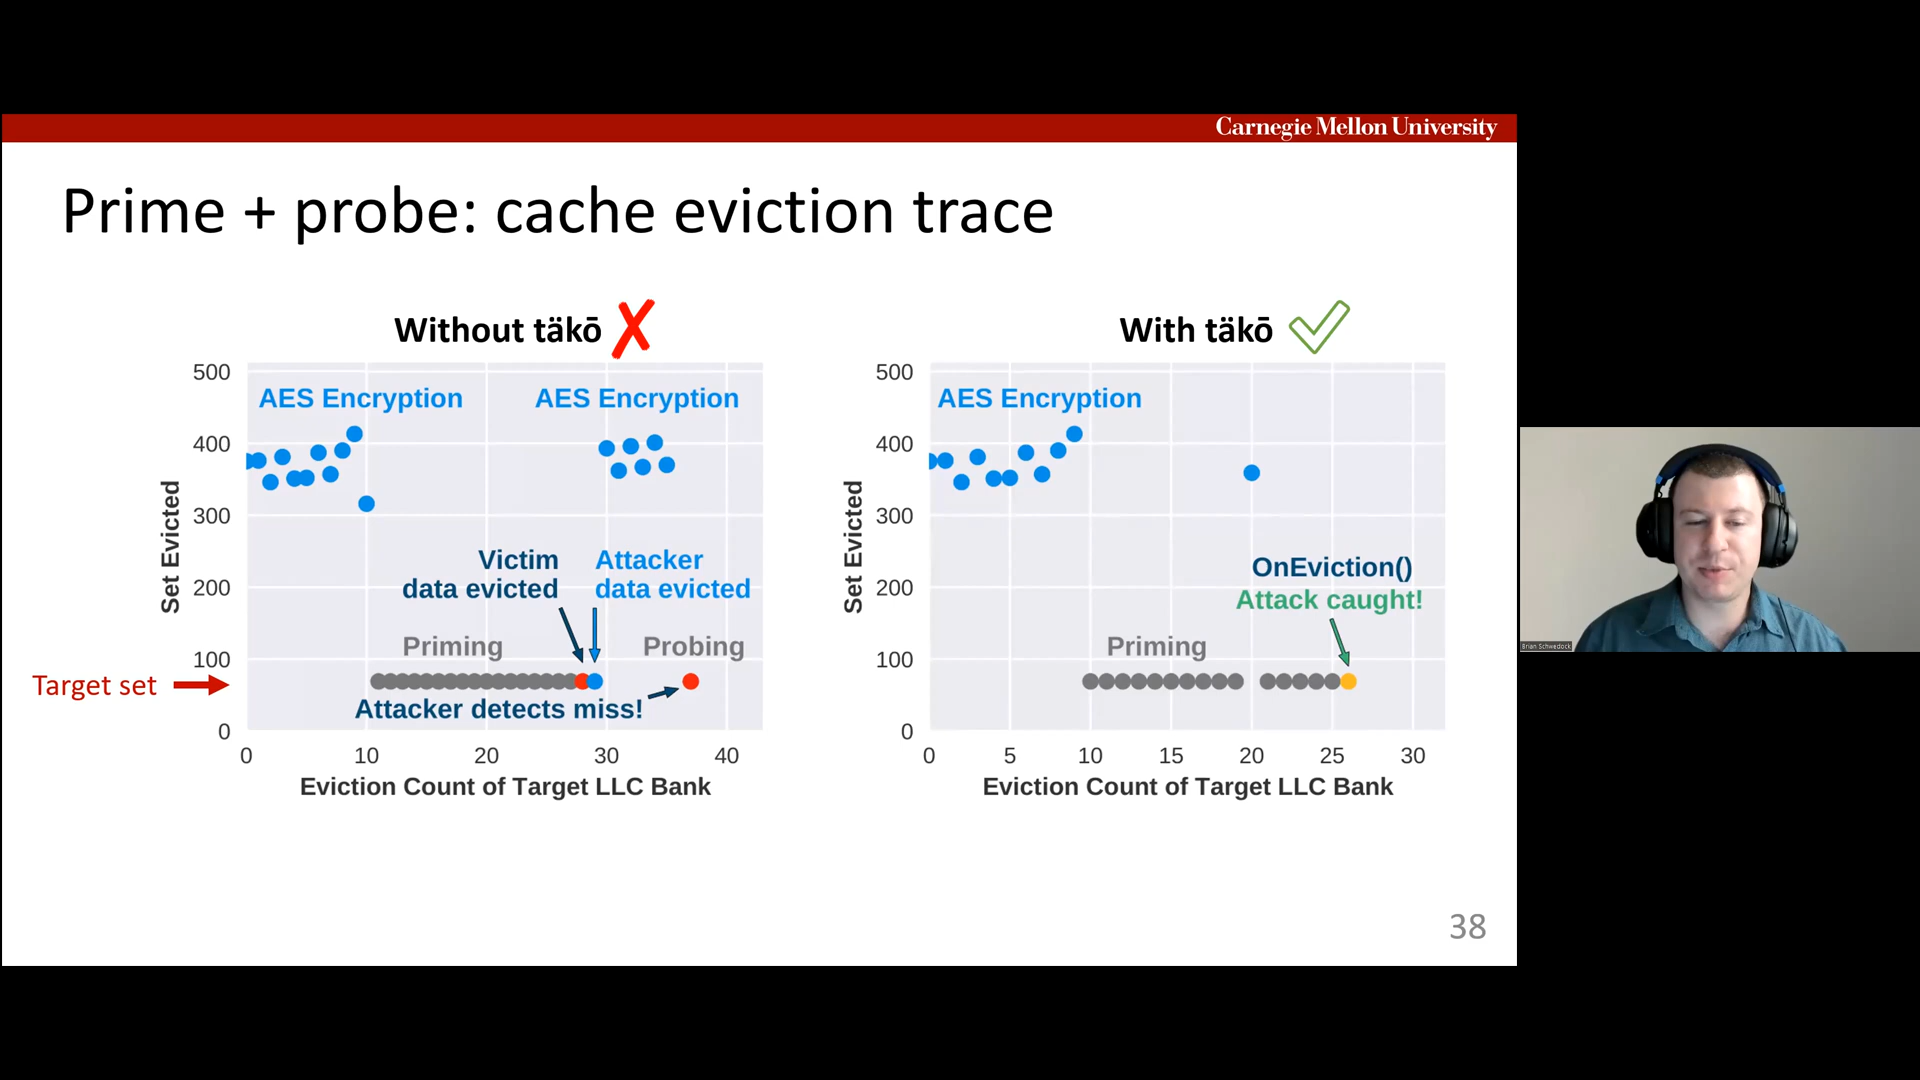 Carnegie Mellon University
Prime + probe: cache eviction trace
Without täkō
500
400
300
200
100
0
Set Evicted
AES Encryption
AES Encryption
Victim
data evicted
Attacker
data evicted
Priming
Probing
Target set
Attacker detects miss!
0 10 20 30 40
Eviction Count of Target LLC Bank
With täkō
500
400
300
200
100
0
Set Evicted
AES Encryption
OnEviction()
Attack caught!
Priming
0 5 10 15 20 25 30
Eviction Count of Target LLC Bank
38
Brian Schwedock